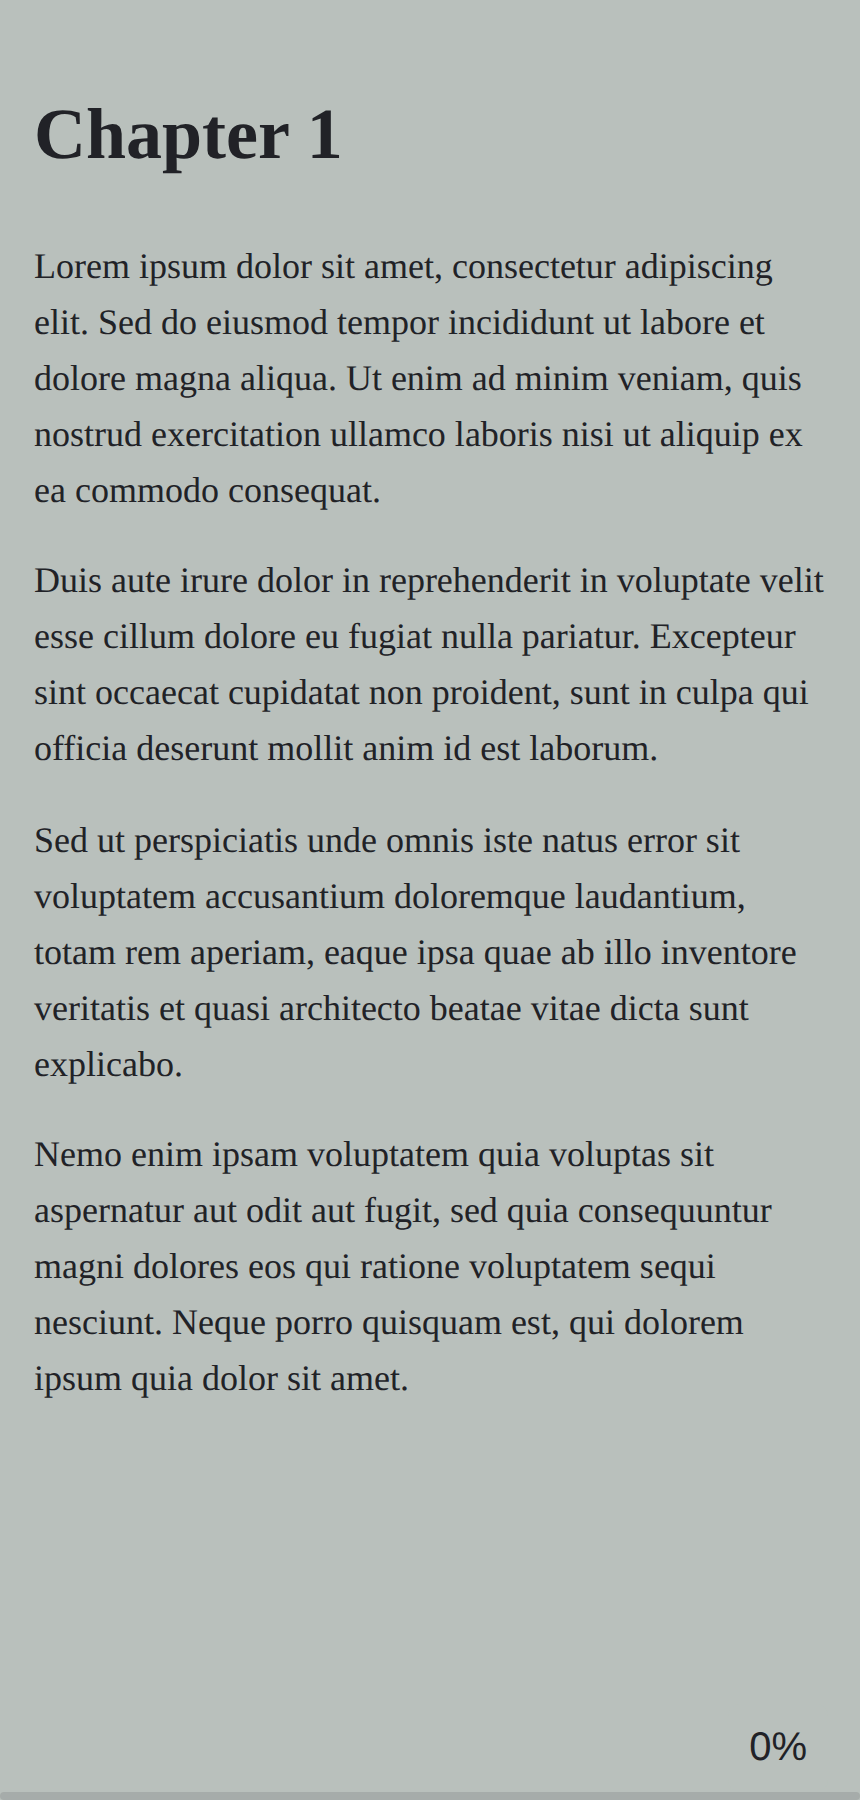 Chapter 1
Lorem ipsum dolor sit amet, consectetur adipiscing
elit. Sed do eiusmod tempor incididunt ut labore et
dolore magna aliqua. Ut enim ad minim veniam, quis
nostrud exercitation ullamco laboris nisi ut aliquip ex
ea commodo consequat.
Duis aute irure dolor in reprehenderit in voluptate velit
esse cillum dolore eu fugiat nulla pariatur. Excepteur
sint occaecat cupidatat non proident, sunt in culpa qui
officia deserunt mollit anim id est laborum.
Sed ut perspiciatis unde omnis iste natus error sit
voluptatem accusantium doloremque laudantium,
totam rem aperiam, eaque ipsa quae ab illo inventore
veritatis et quasi architecto beatae vitae dicta sunt
explicabo.
Nemo enim ipsam voluptatem quia voluptas sit
aspernatur aut odit aut fugit, sed quia consequuntur
magni dolores eos qui ratione voluptatem sequi
nesciunt. Neque porro quisquam est, qui dolorem
ipsum quia dolor sit amet.
0%